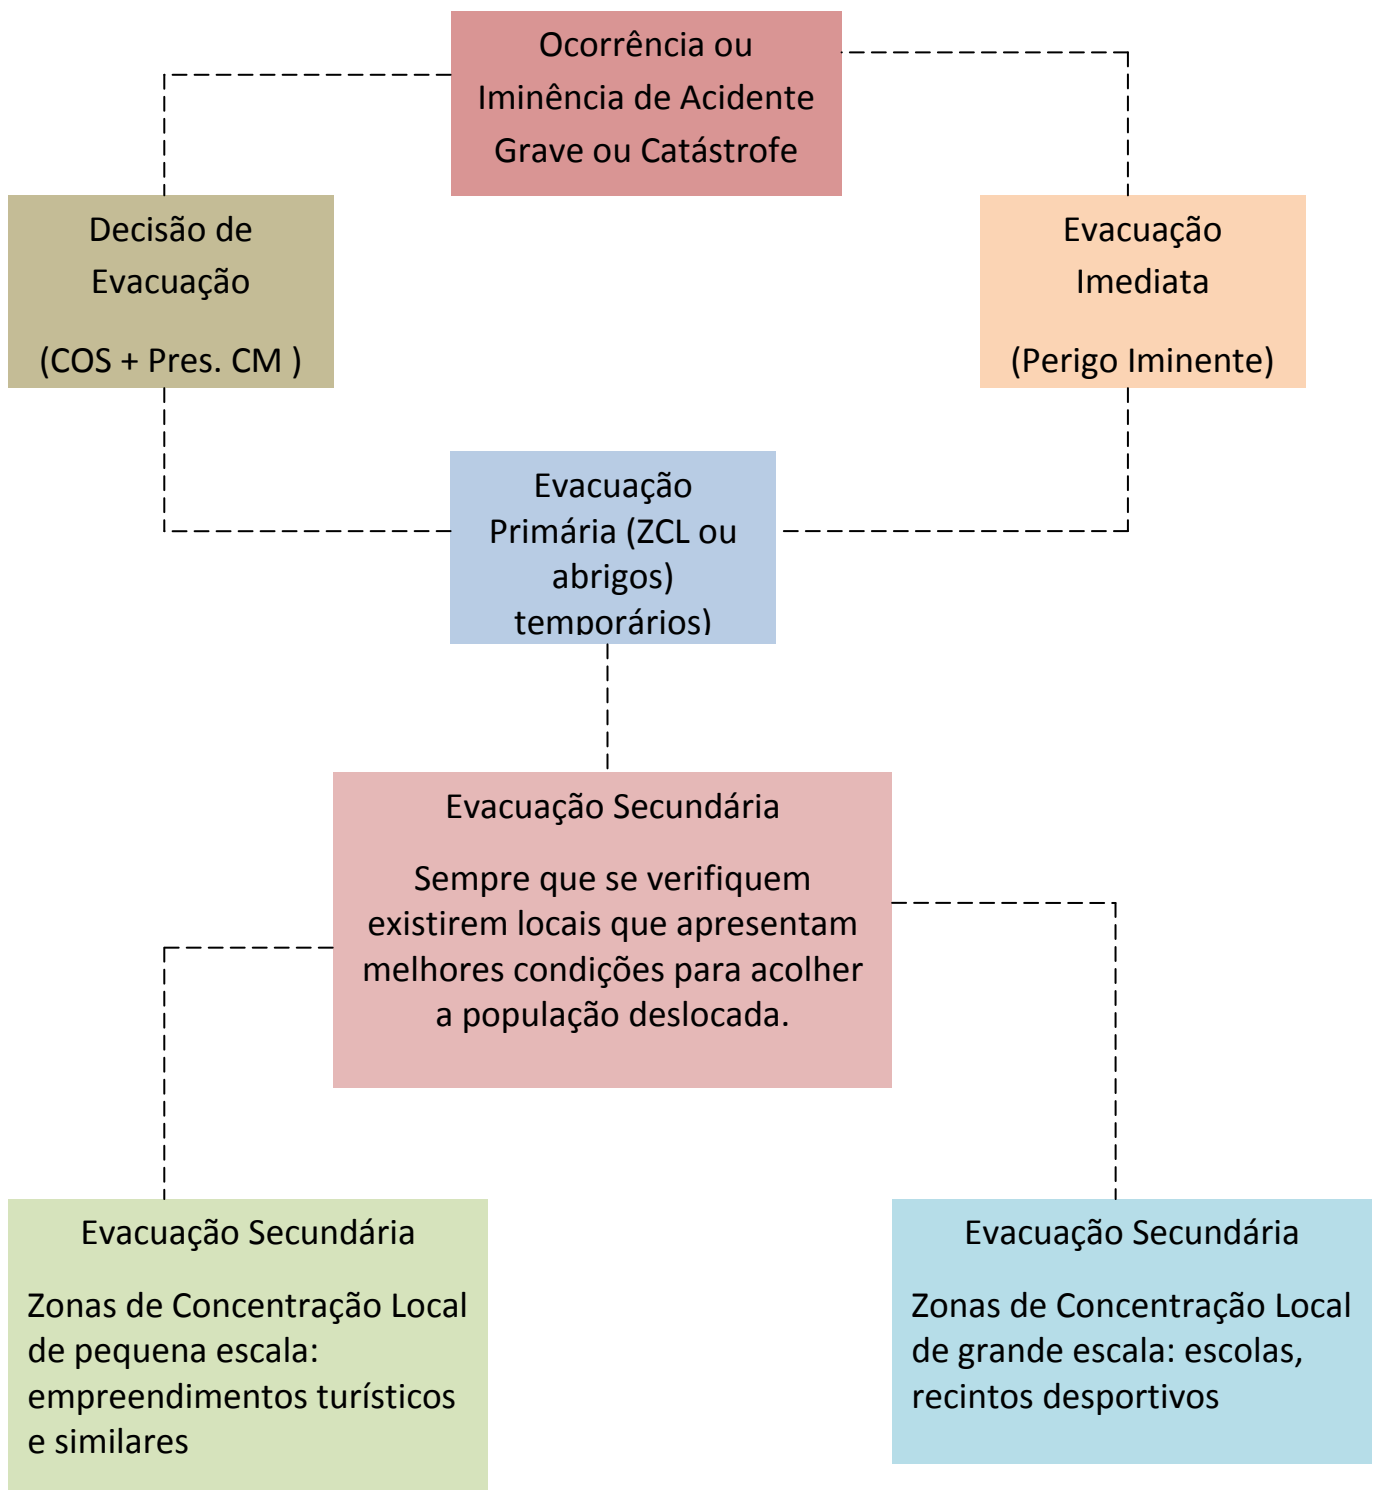 Ocorrência ou
Iminência de Acidente
Grave ou Catástrofe
Decisão de
Evacuação
(COS + Pres. CM )
Evacuação
Imediata
(Perigo Iminente)
Evacuação
Primária (ZCL ou
abrigos)
temporários)
Evacuação Secundária
Sempre que se verifiquem
existirem locais que apresentam
melhores condições para acolher
a população deslocada.
Evacuação Secundária
Zonas de Concentração Local
de pequena escala:
empreendimentos turísticos
e similares
Evacuação Secundária
Zonas de Concentração Local
de grande escala: escolas,
recintos desportivos